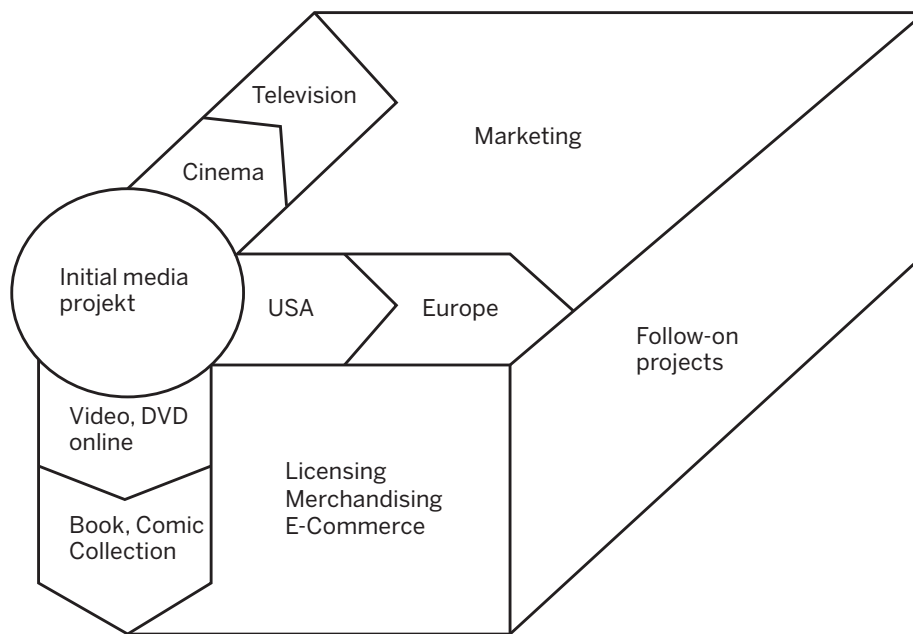 Television
Marketing
Cinema
Initial media
projekt
USA
Europe
Follow-on
projects
Video, DVD
online
Licensing
Merchandising
E-Commerce
Book, Comic
Collection